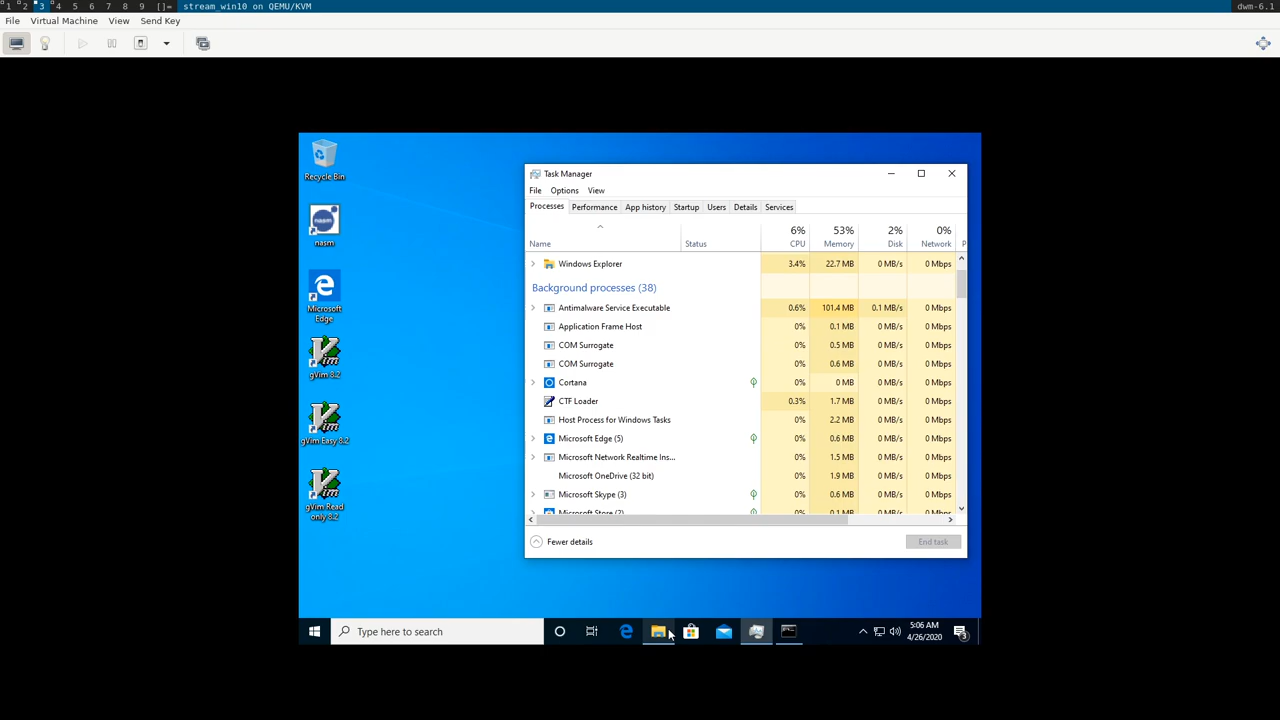 1 2 3 4 5 6 7 8 9 []= stream_win10 on QEMU/KVM dwm-6.1
File Virtual Machine View Send Key
Recycle Bin
nasm
nasm
Microsoft
Edge
gVim 8.2
gVim Easy 8.2
gVim Read
only 8.2
Task Manager
File Options View
Processes Performance App history Startup Users Details Services
6% 53% 2% 0%
Name Status CPU Memory Disk Network P
Windows Explorer 3.4% 22.7 MB 0 MB/s 0 Mbps
Background processes (38)
Antimalware Service Executable 0.6% 101.4 MB 0.1 MB/s 0 Mbps
Application Frame Host 0% 0.1 MB 0 MB/s 0 Mbps
COM Surrogate 0% 0.5 MB 0 MB/s 0 Mbps
COM Surrogate 0% 0.6 MB 0 MB/s 0 Mbps
Cortana 0% 0 MB 0 MB/s 0 Mbps
CTF Loader 0.3% 1.7 MB 0 MB/s 0 Mbps
Host Process for Windows Tasks 0% 2.2 MB 0 MB/s 0 Mbps
Microsoft Edge (5) 0% 0.6 MB 0 MB/s 0 Mbps
Microsoft Network Realtime Ins... 0% 1.5 MB 0 MB/s 0 Mbps
Microsoft OneDrive (32 bit) 0% 1.9 MB 0 MB/s 0 Mbps
Microsoft Skype (3) 0% 0.6 MB 0 MB/s 0 Mbps
Microsoft Store (2) 0% 0.1 MB 0 MB/s 0 Mbps
Fewer details End task
Type here to search
5:06 AM
4/26/2020
3